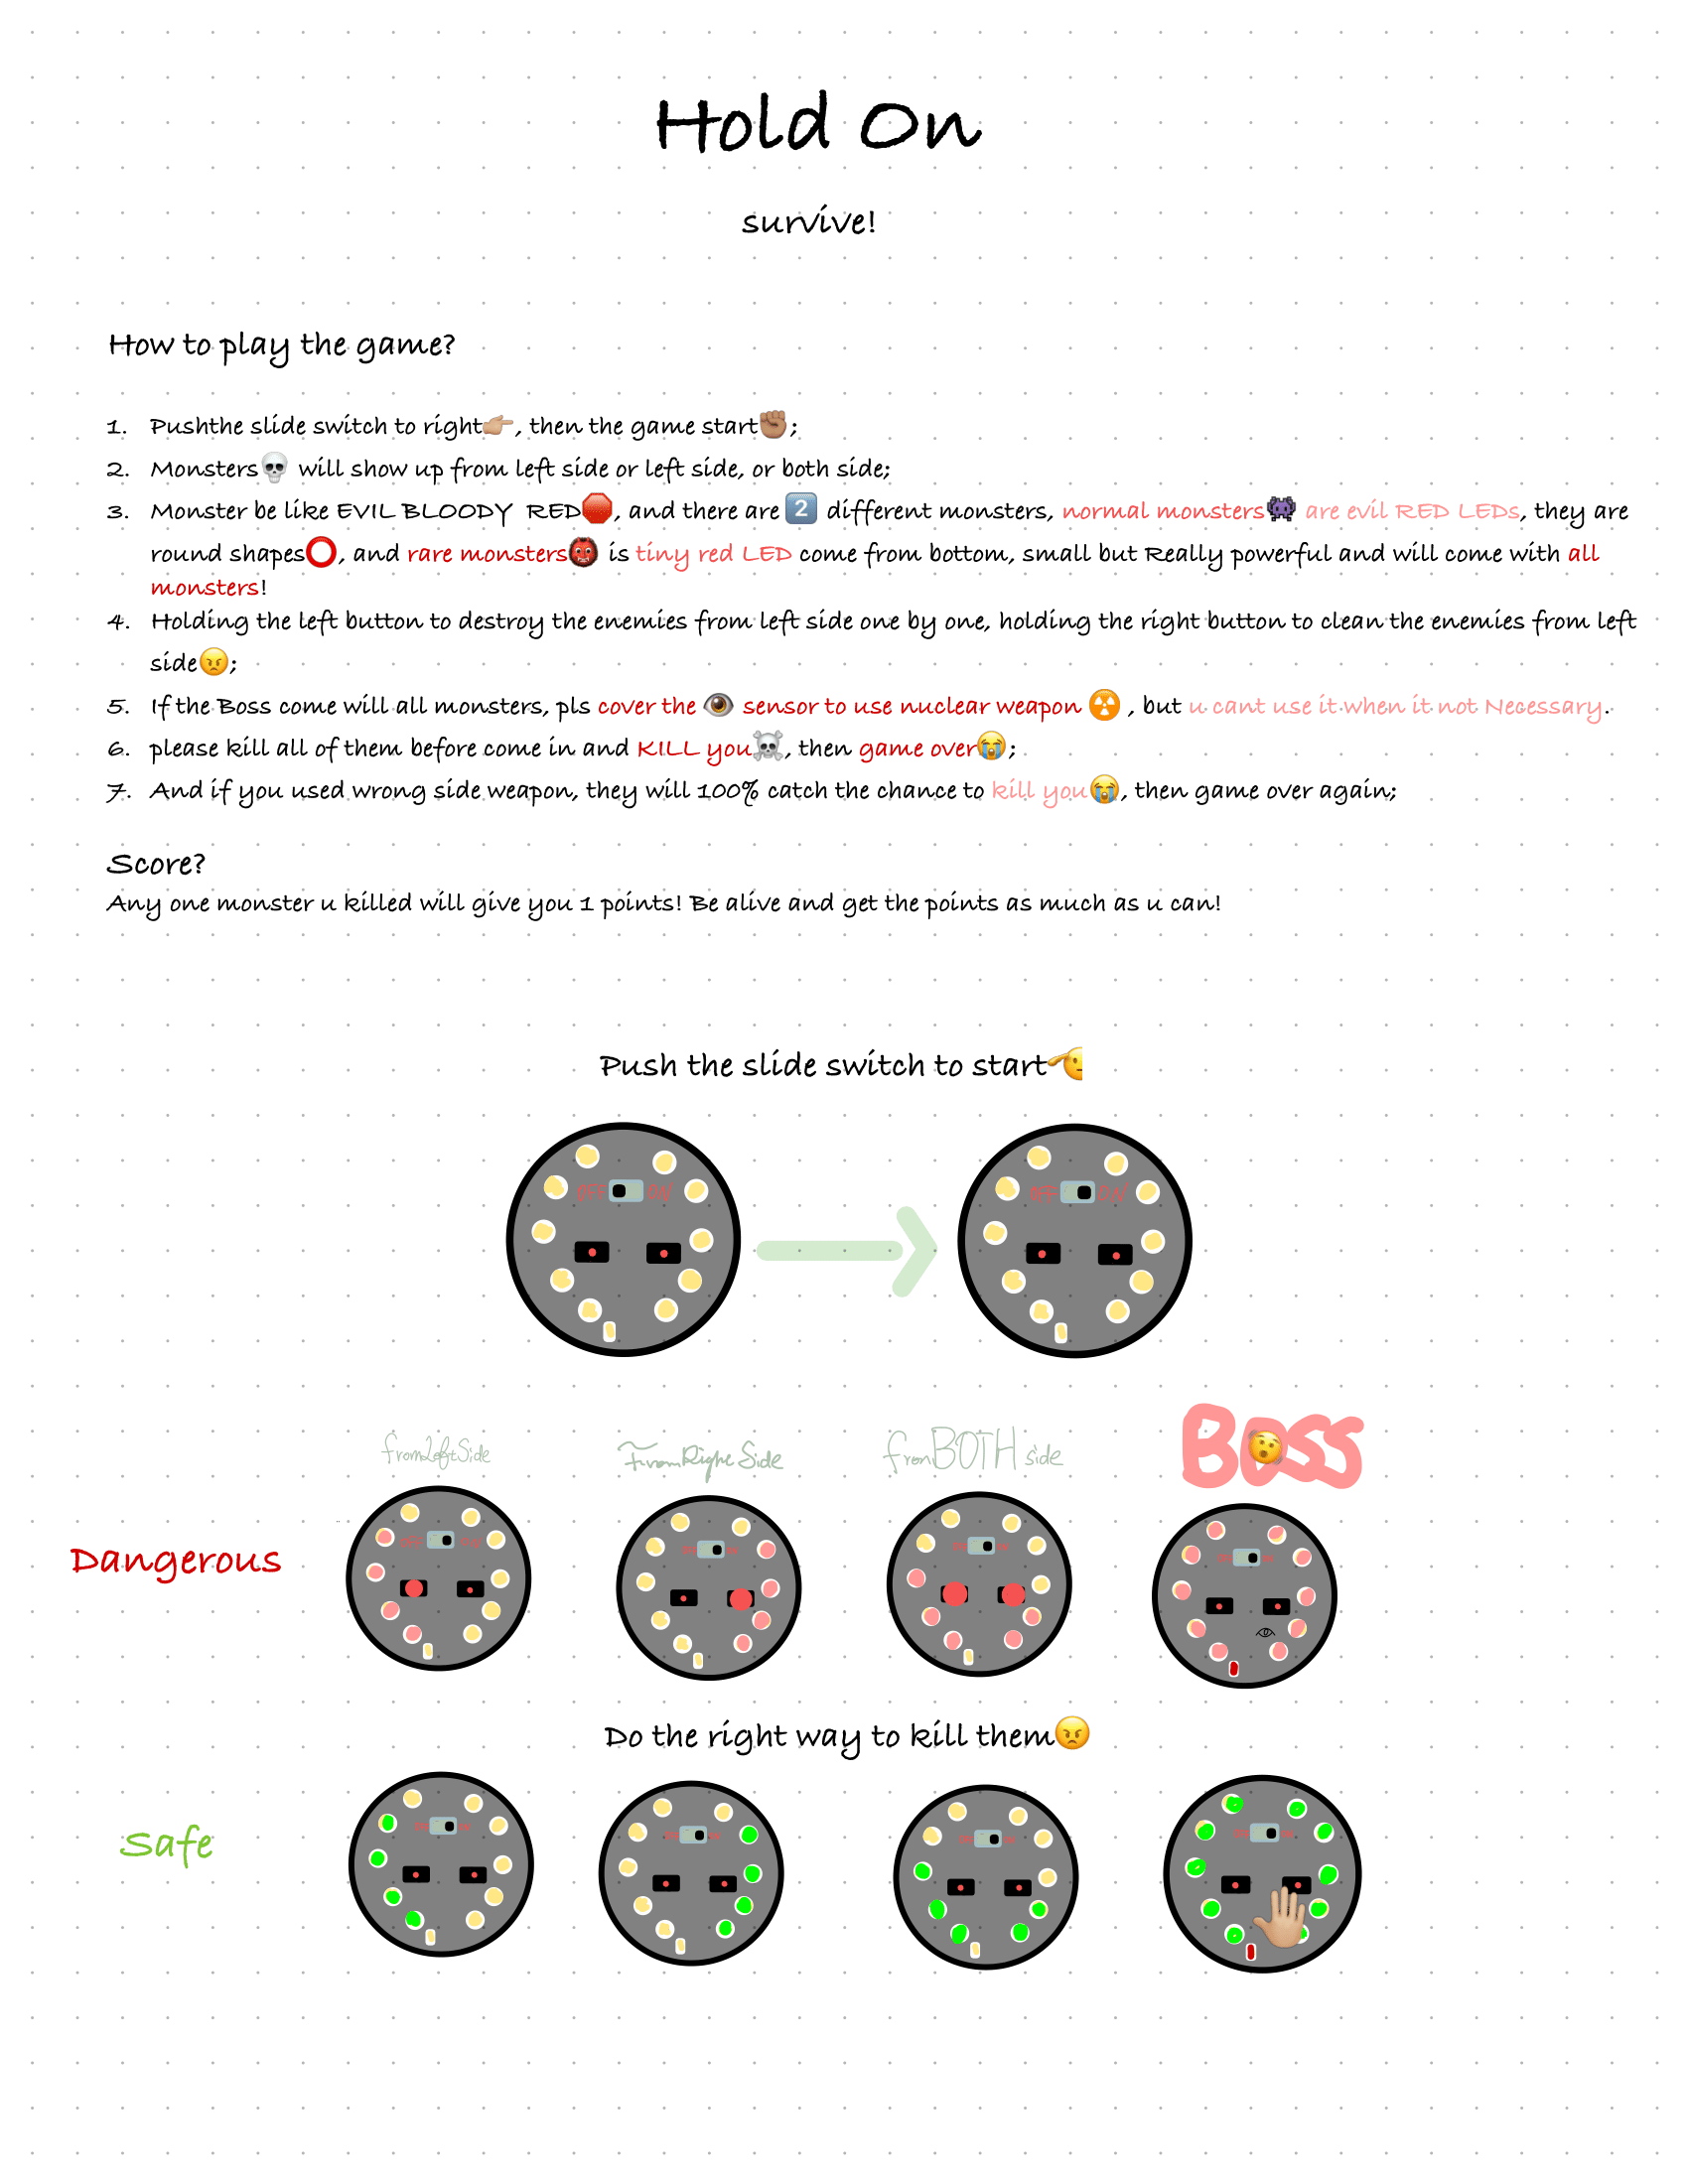 Hold On
survive!
How to play the game?
1. Pushthe slide switch to right👉🏼, then the game start✊🏽;
2. Monsters💀 will show up from left side or left side, or both side;
3. Monster be like EVIL BLOODY RED🛑, and there are 2️⃣ different monsters, normal monsters👾 are evil RED LEDs, they are
round shapes⭕, and rare monsters👹 is tiny red LED come from bottom, small but Really powerful and will come with all
monsters!
4. Holding the left button to destroy the enemies from left side one by one, holding the right button to clean the enemies from left
side😠;
5. If the Boss come will all monsters, pls cover the 👁 sensor to use nuclear weapon ☢️ , but u cant use it when it not Necessary.
6. please kill all of them before come in and KILL you☠️, then game over😭;
7. And if you used wrong side weapon, they will 100% catch the chance to kill you😭, then game over again;
Score?
Any one monster u killed will give you 1 points! Be alive and get the points as much as u can!
Push the slide switch to start
OFF ON OFF ON
from Left Side From Right Side from BOTH side BOSS
Dangerous
OFF ON
Do the right way to kill them😠
Safe